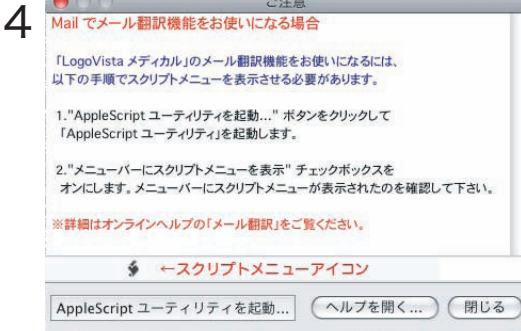 4
ご注意
Mail でメール翻訳機能をお使いになる場合
「LogoVista メディカル」のメール翻訳機能をお使いになるには、
以下の手順でスクリプトメニューを表示させる必要があります。
1."AppleScript ユーティリティを起動..." ボタンをクリックして
「AppleScript ユーティリティ」を起動します。
2."メニューバーにスクリプトメニューを表示" チェックボックスを
オンにします。メニューバーにスクリプトメニューが表示されたのを確認して下さい。
※詳細はオンラインヘルプの「メール翻訳」をご覧ください。
←スクリプトメニューアイコン
AppleScript ユーティリティを起動...
ヘルプを開く...
閉じる